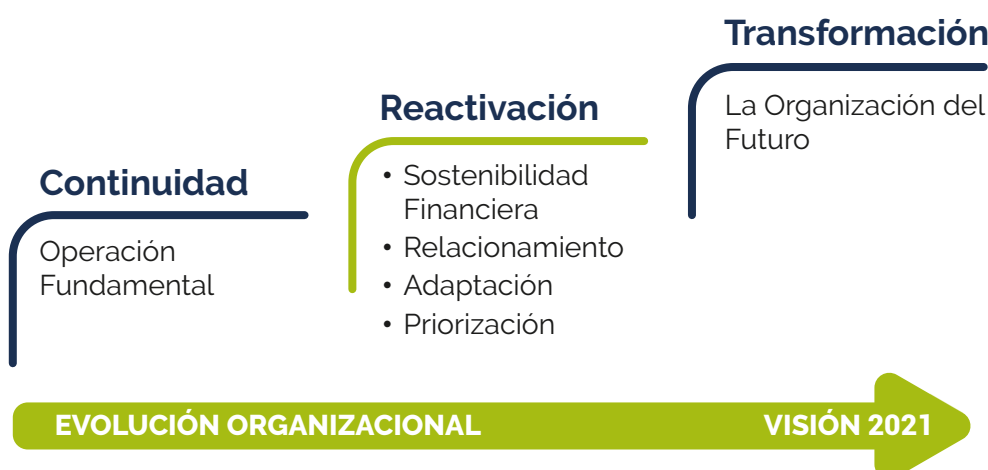 Continuidad
Operación
Fundamental
Reactivación
• Sostenibilidad
Financiera
• Relacionamiento
• Adaptación
• Priorización
Transformación
La Organización del
Futuro
EVOLUCIÓN ORGANIZACIONAL
VISIÓN 2021